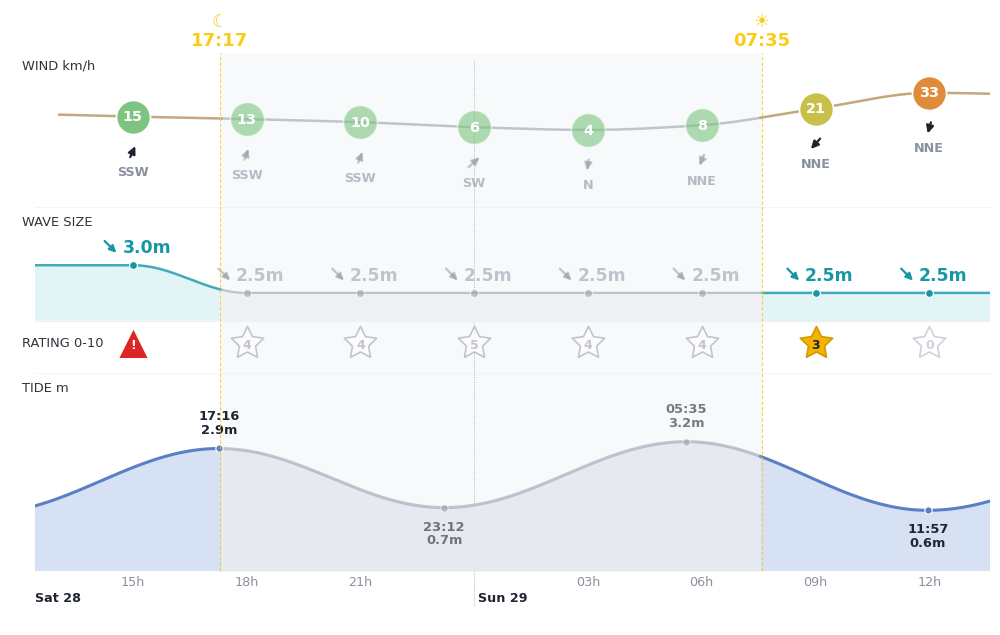 17:17 07:35
WIND km/h
15 13 10 6 4 8 21 33
SSW SSW SSW SW N NNE NNE NNE
WAVE SIZE
3.0m 2.5m 2.5m 2.5m 2.5m 2.5m 2.5m 2.5m
RATING 0-10 ! 4 4 5 4 4 3 0
TIDE m
17:16
2.9m
05:35
3.2m
23:12
0.7m
11:57
0.6m
15h 18h 21h 03h 06h 09h 12h
Sat 28 Sun 29